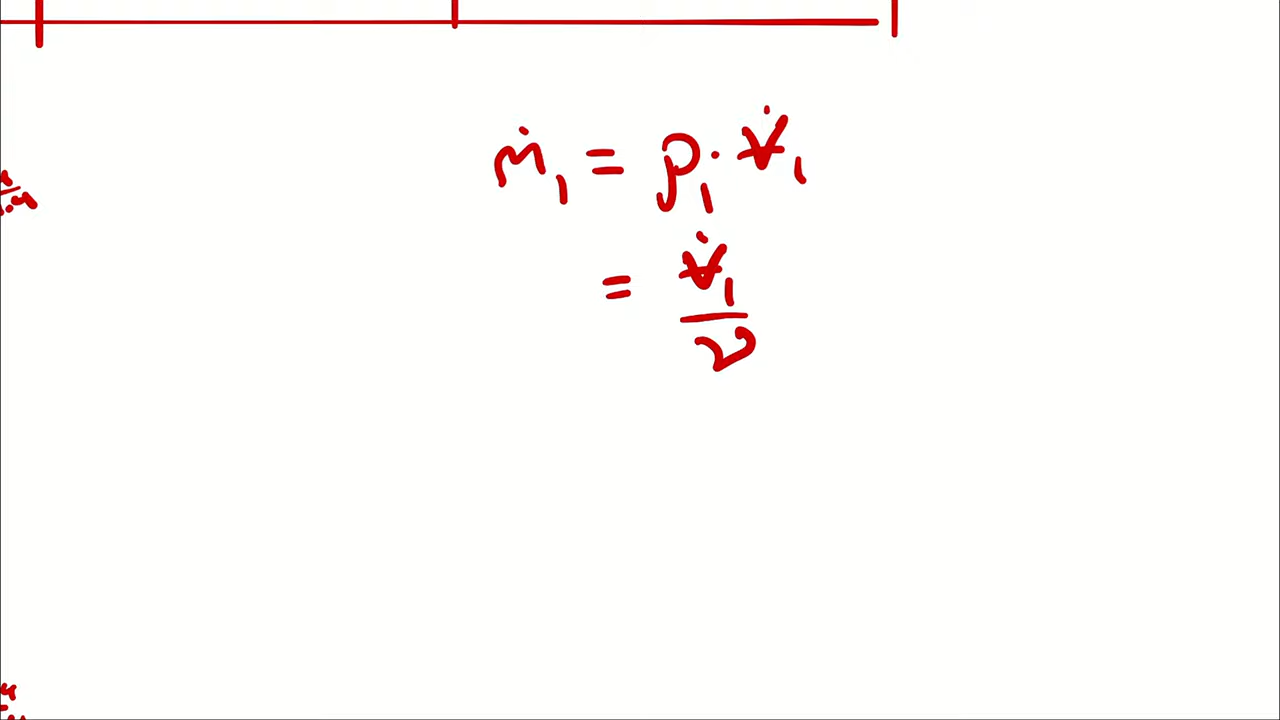 ṁ₁ = ρ₁ · V̶̇₁
= V̶̇₁ / ν